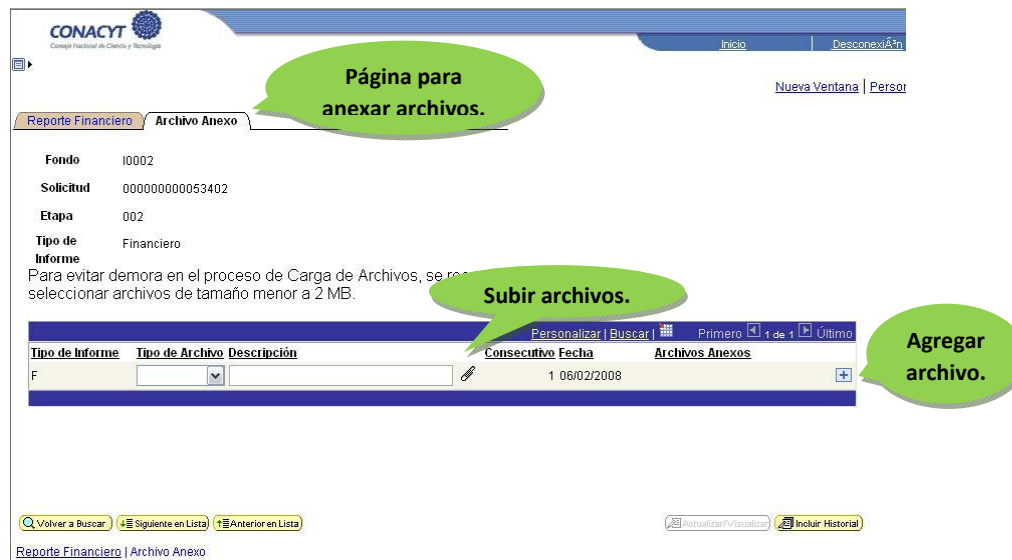 CONACYT
Consejo Nacional de Ciencia y Tecnología
Inicio | DesconexiÃ³n
Página para
anexar archivos.
Nueva Ventana | Person
Reporte Financiero Archivo Anexo
Fondo I0002
Solicitud 000000000053402
Etapa 002
Tipo de
Informe Financiero
Para evitar demora en el proceso de Carga de Archivos, se
seleccionar archivos de tamaño menor a 2 MB.
Subir archivos.
Personalizar | Buscar | Primero 1 de 1 Último
Agregar
archivo.
Tipo de Informe Tipo de Archivo Descripción Consecutivo Fecha Archivos Anexos
F 1 06/02/2008
Volver a Buscar Siguiente en Lista Anterior en Lista Actualizar/Visualizar Incluir Historial
Reporte Financiero | Archivo Anexo